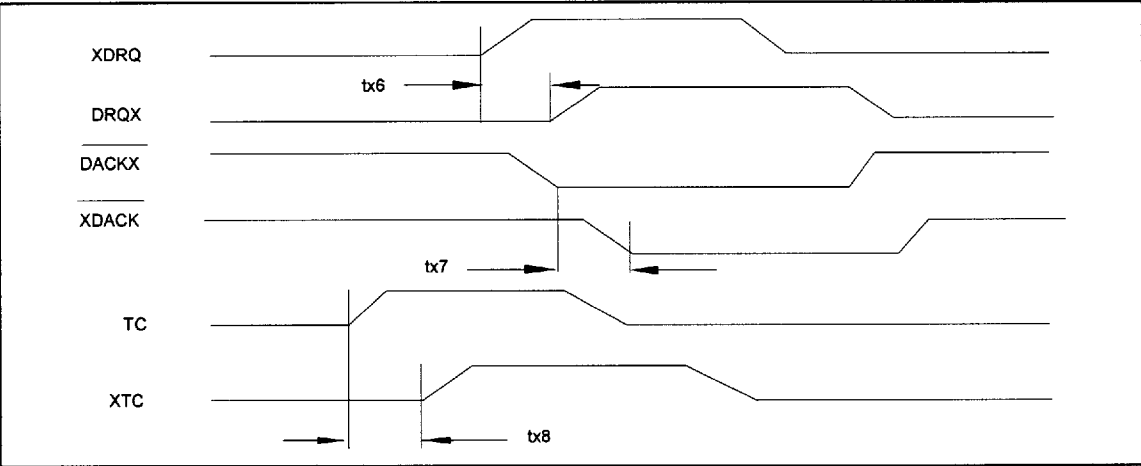 XDRQ
tx6
DRQX
DACKX
XDACK
tx7
TC
XTC
tx8